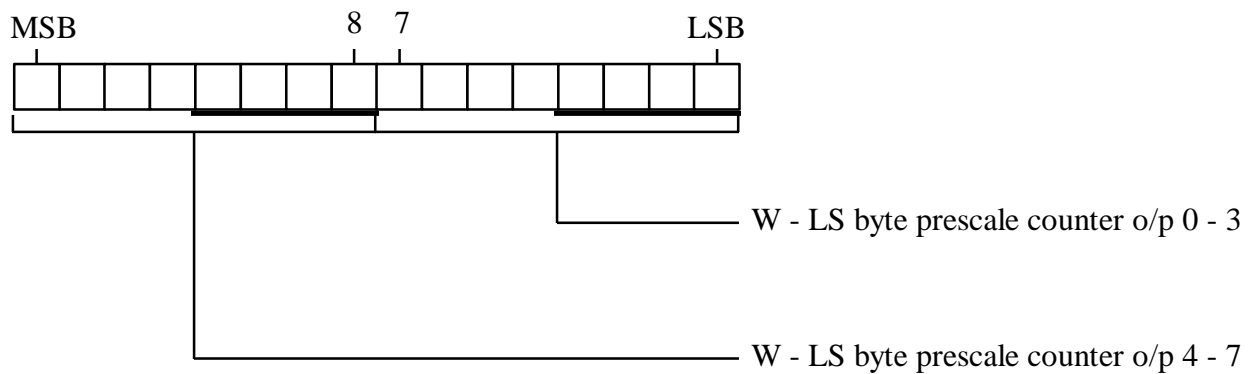 MSB 8 7 LSB
W - LS byte prescale counter o/p 0 - 3
W - LS byte prescale counter o/p 4 - 7